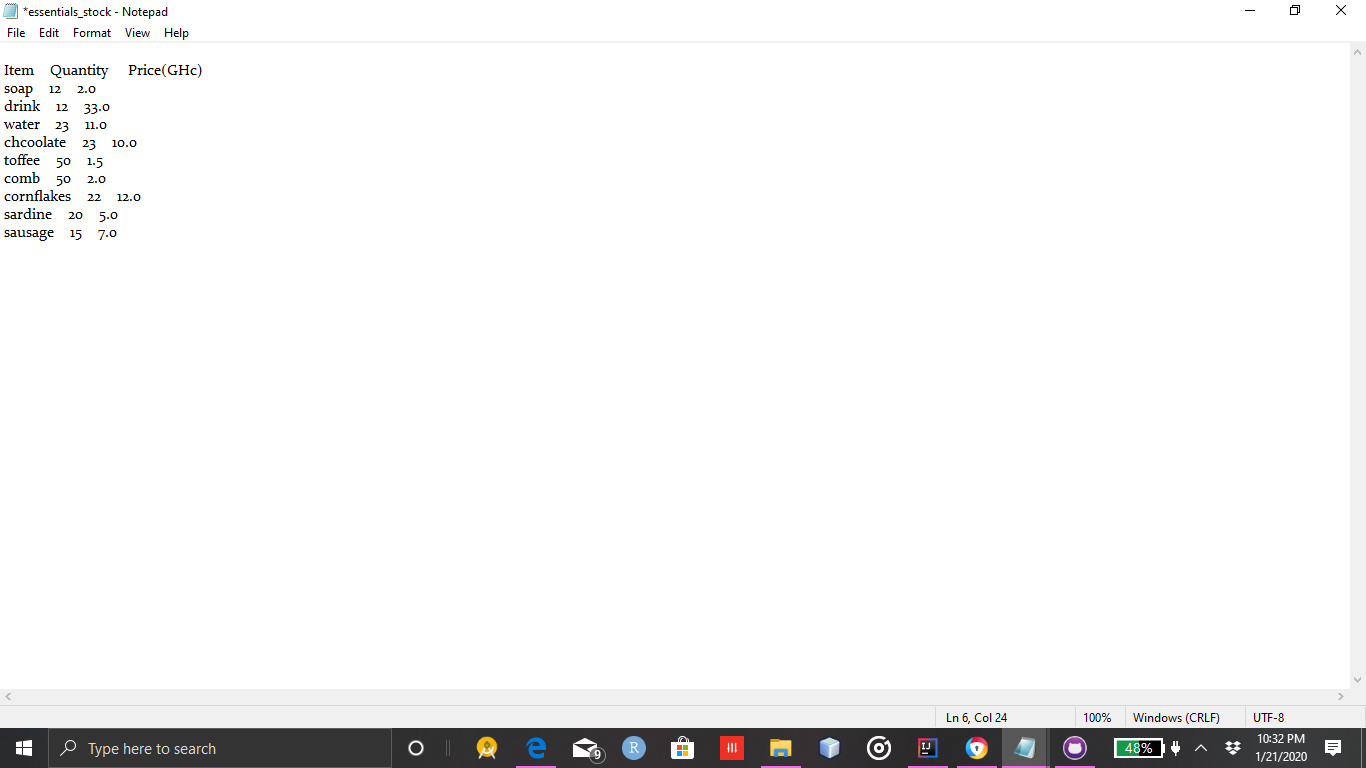 *essentials_stock - Notepad
File Edit Format View Help
Item Quantity Price(GHc)
soap 12 2.0
drink 12 33.0
water 23 11.0
chcoolate 23 10.0
toffee 50 1.5
comb 50 2.0
cornflakes 22 12.0
sardine 20 5.0
sausage 15 7.0
Ln 6, Col 24 100% Windows (CRLF) UTF-8
Type here to search 9 R IJ 48% 10:32 PM
1/21/2020